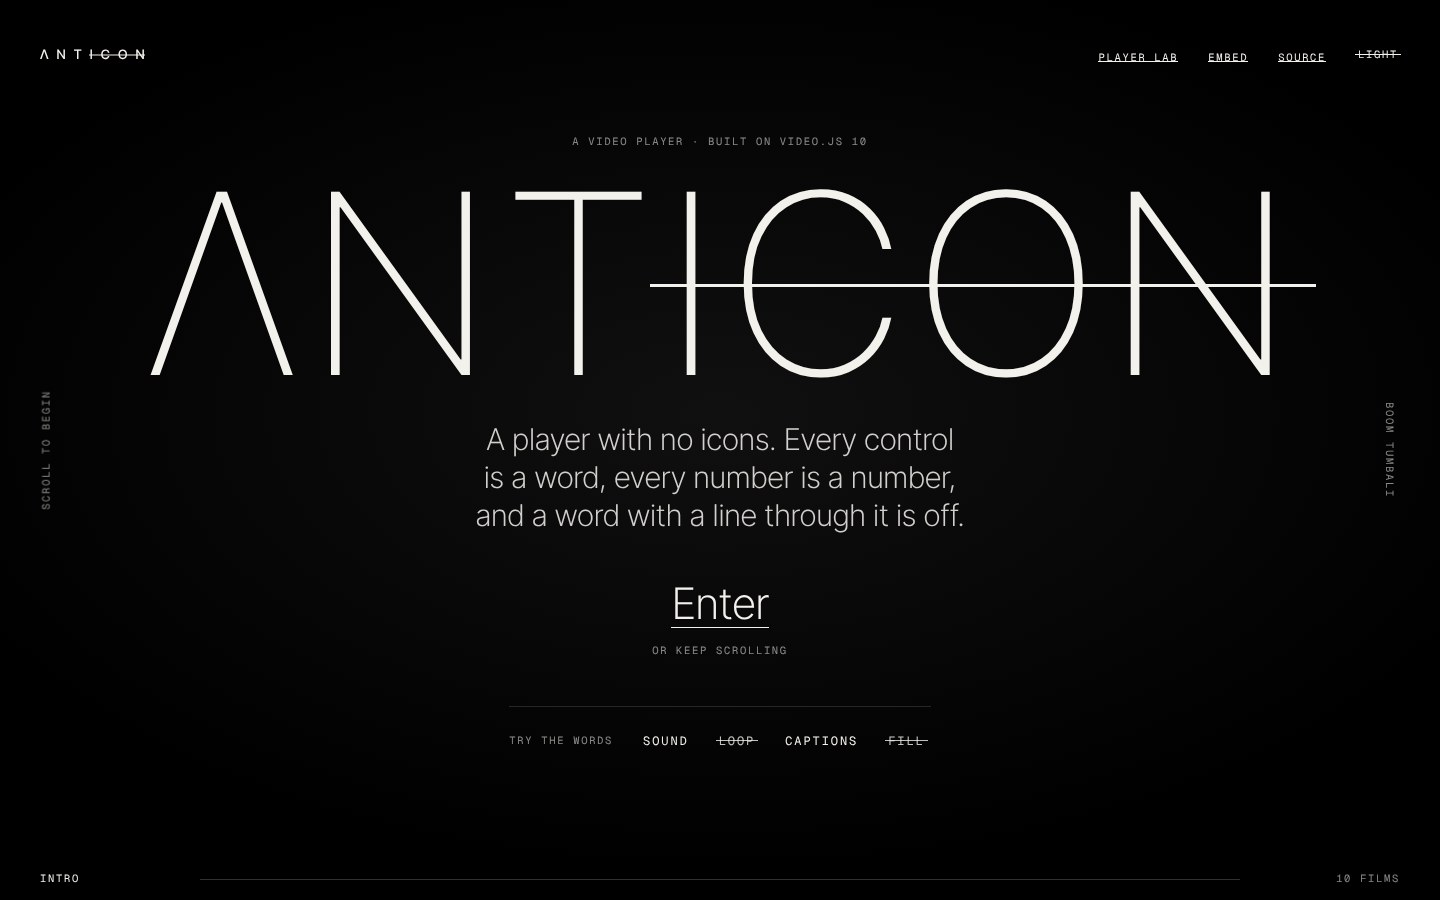 ΛNTICON
PLAYER LAB
EMBED
SOURCE
LIGHT
A VIDEO PLAYER · BUILT ON VIDEO.JS 10
ΛNTICON
SCROLL TO BEGIN
BOOM TUMBALI
A player with no icons. Every control
is a word, every number is a number,
and a word with a line through it is off.
Enter
OR KEEP SCROLLING
TRY THE WORDS
SOUND
LOOP
CAPTIONS
FILL
INTRO
10 FILMS